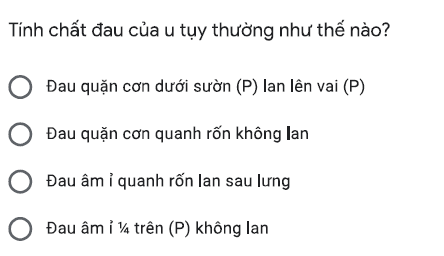 Tính chất đau của u tụy thường như thế nào?
Đau quặn cơn dưới sườn (P) lan lên vai (P)
Đau quặn cơn quanh rốn không lan
Đau âm ỉ quanh rốn lan sau lưng
Đau âm ỉ ¼ trên (P) không lan